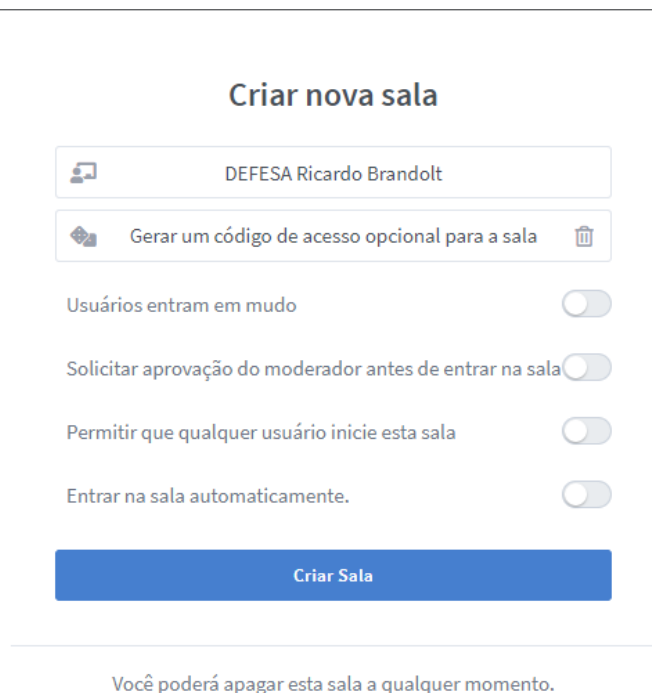 Criar nova sala
DEFESA Ricardo Brandolt
Gerar um código de acesso opcional para a sala
Usuários entram em mudo
Solicitar aprovação do moderador antes de entrar na sala
Permitir que qualquer usuário inicie esta sala
Entrar na sala automaticamente.
Criar Sala
Você poderá apagar esta sala a qualquer momento.